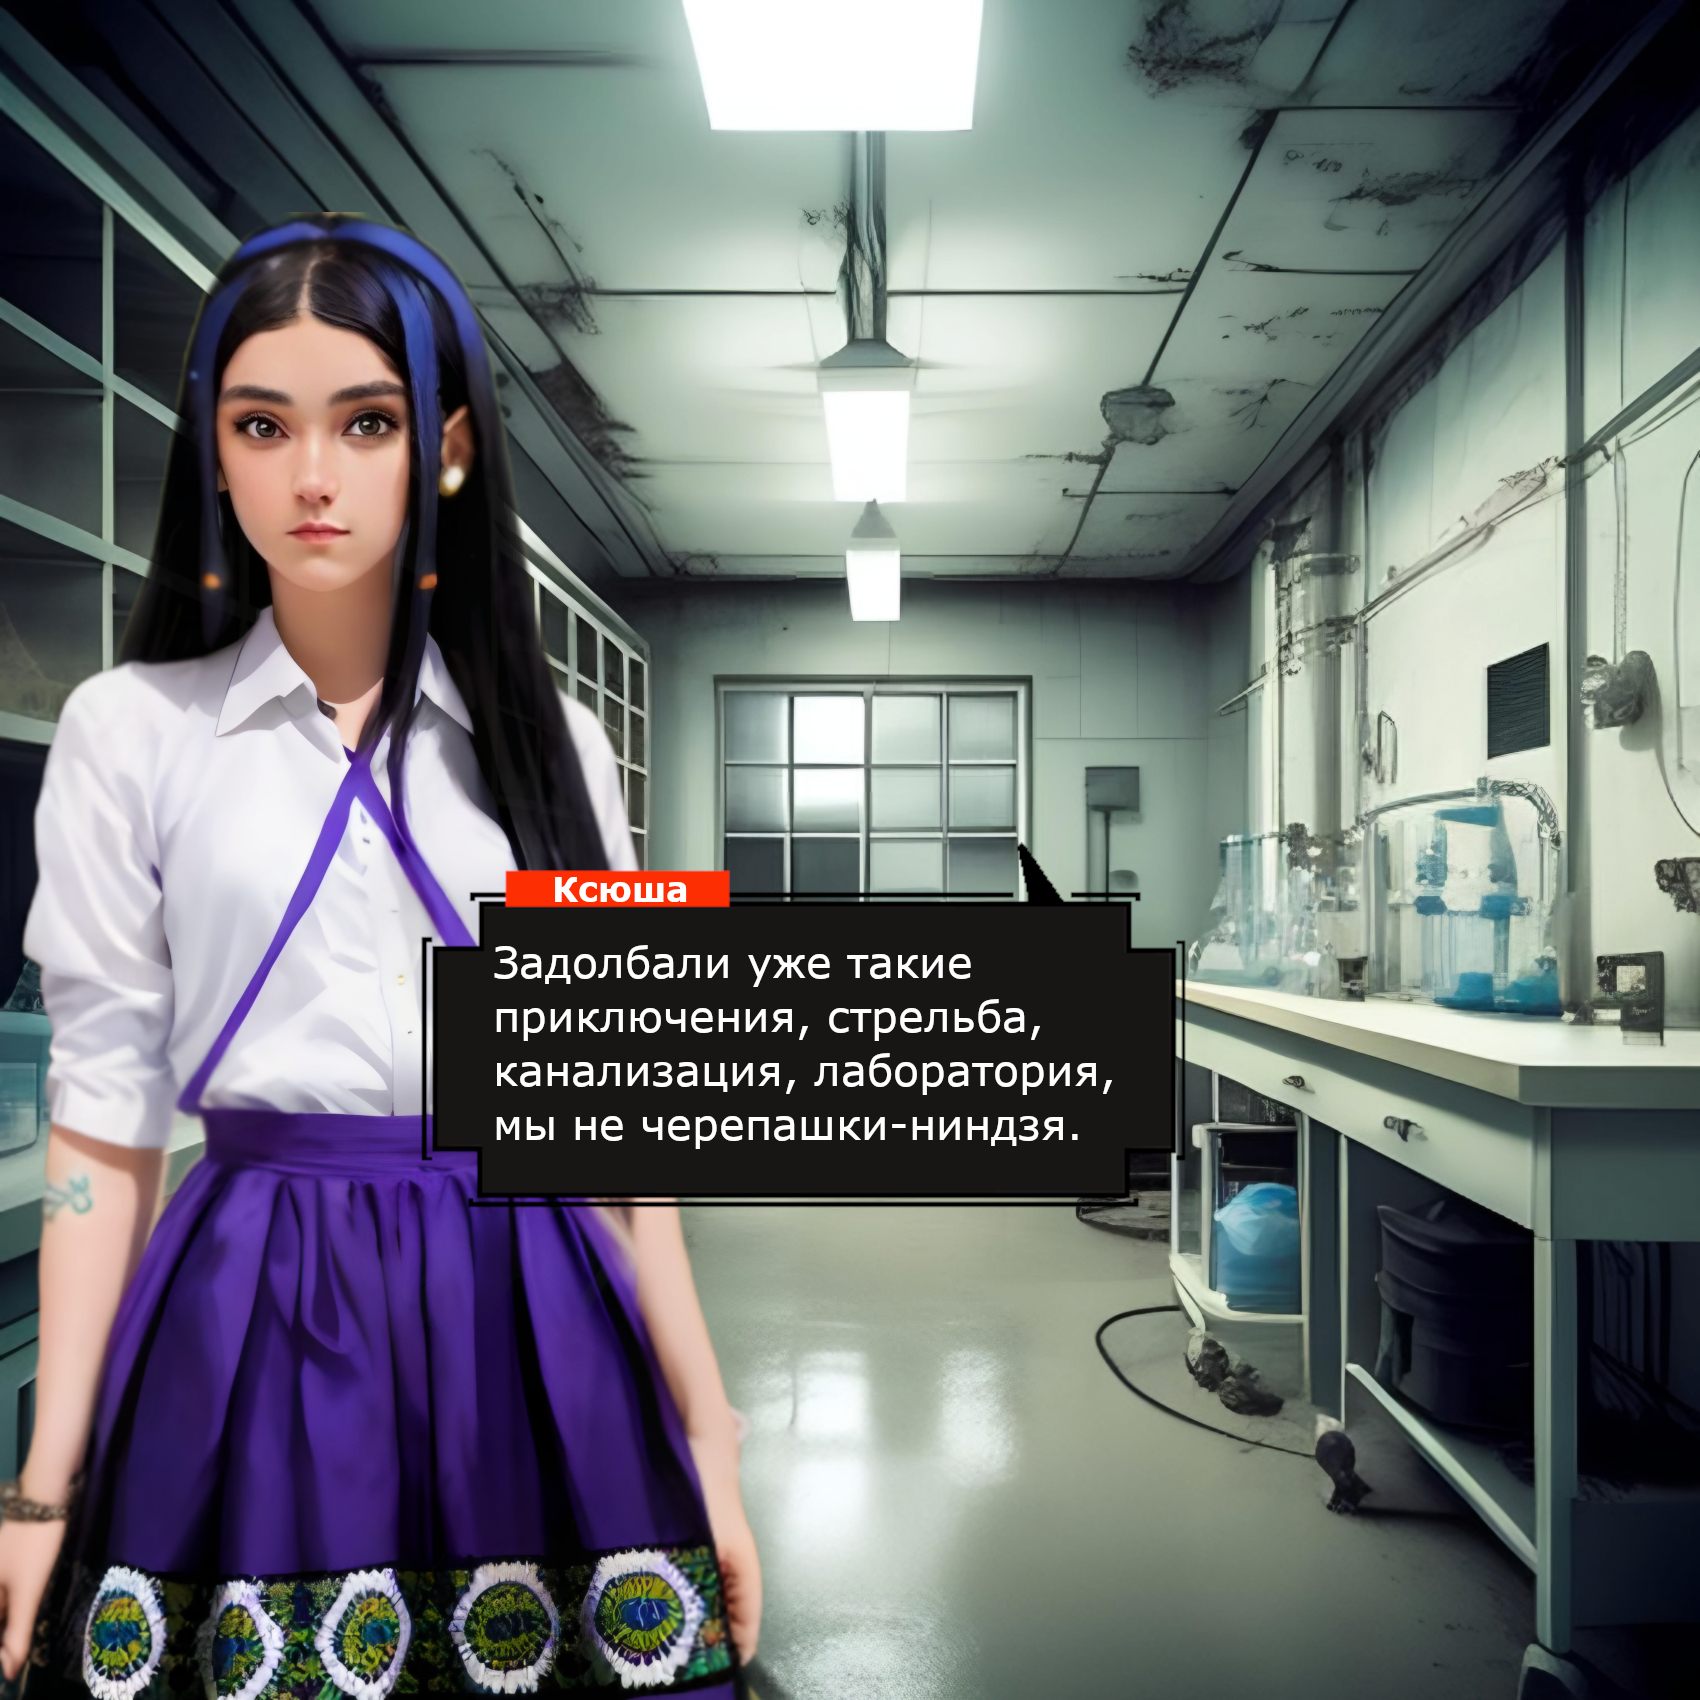 Ксюша
Задолбали уже такие
приключения, стрельба,
канализация, лаборатория,
мы не черепашки-ниндзя.